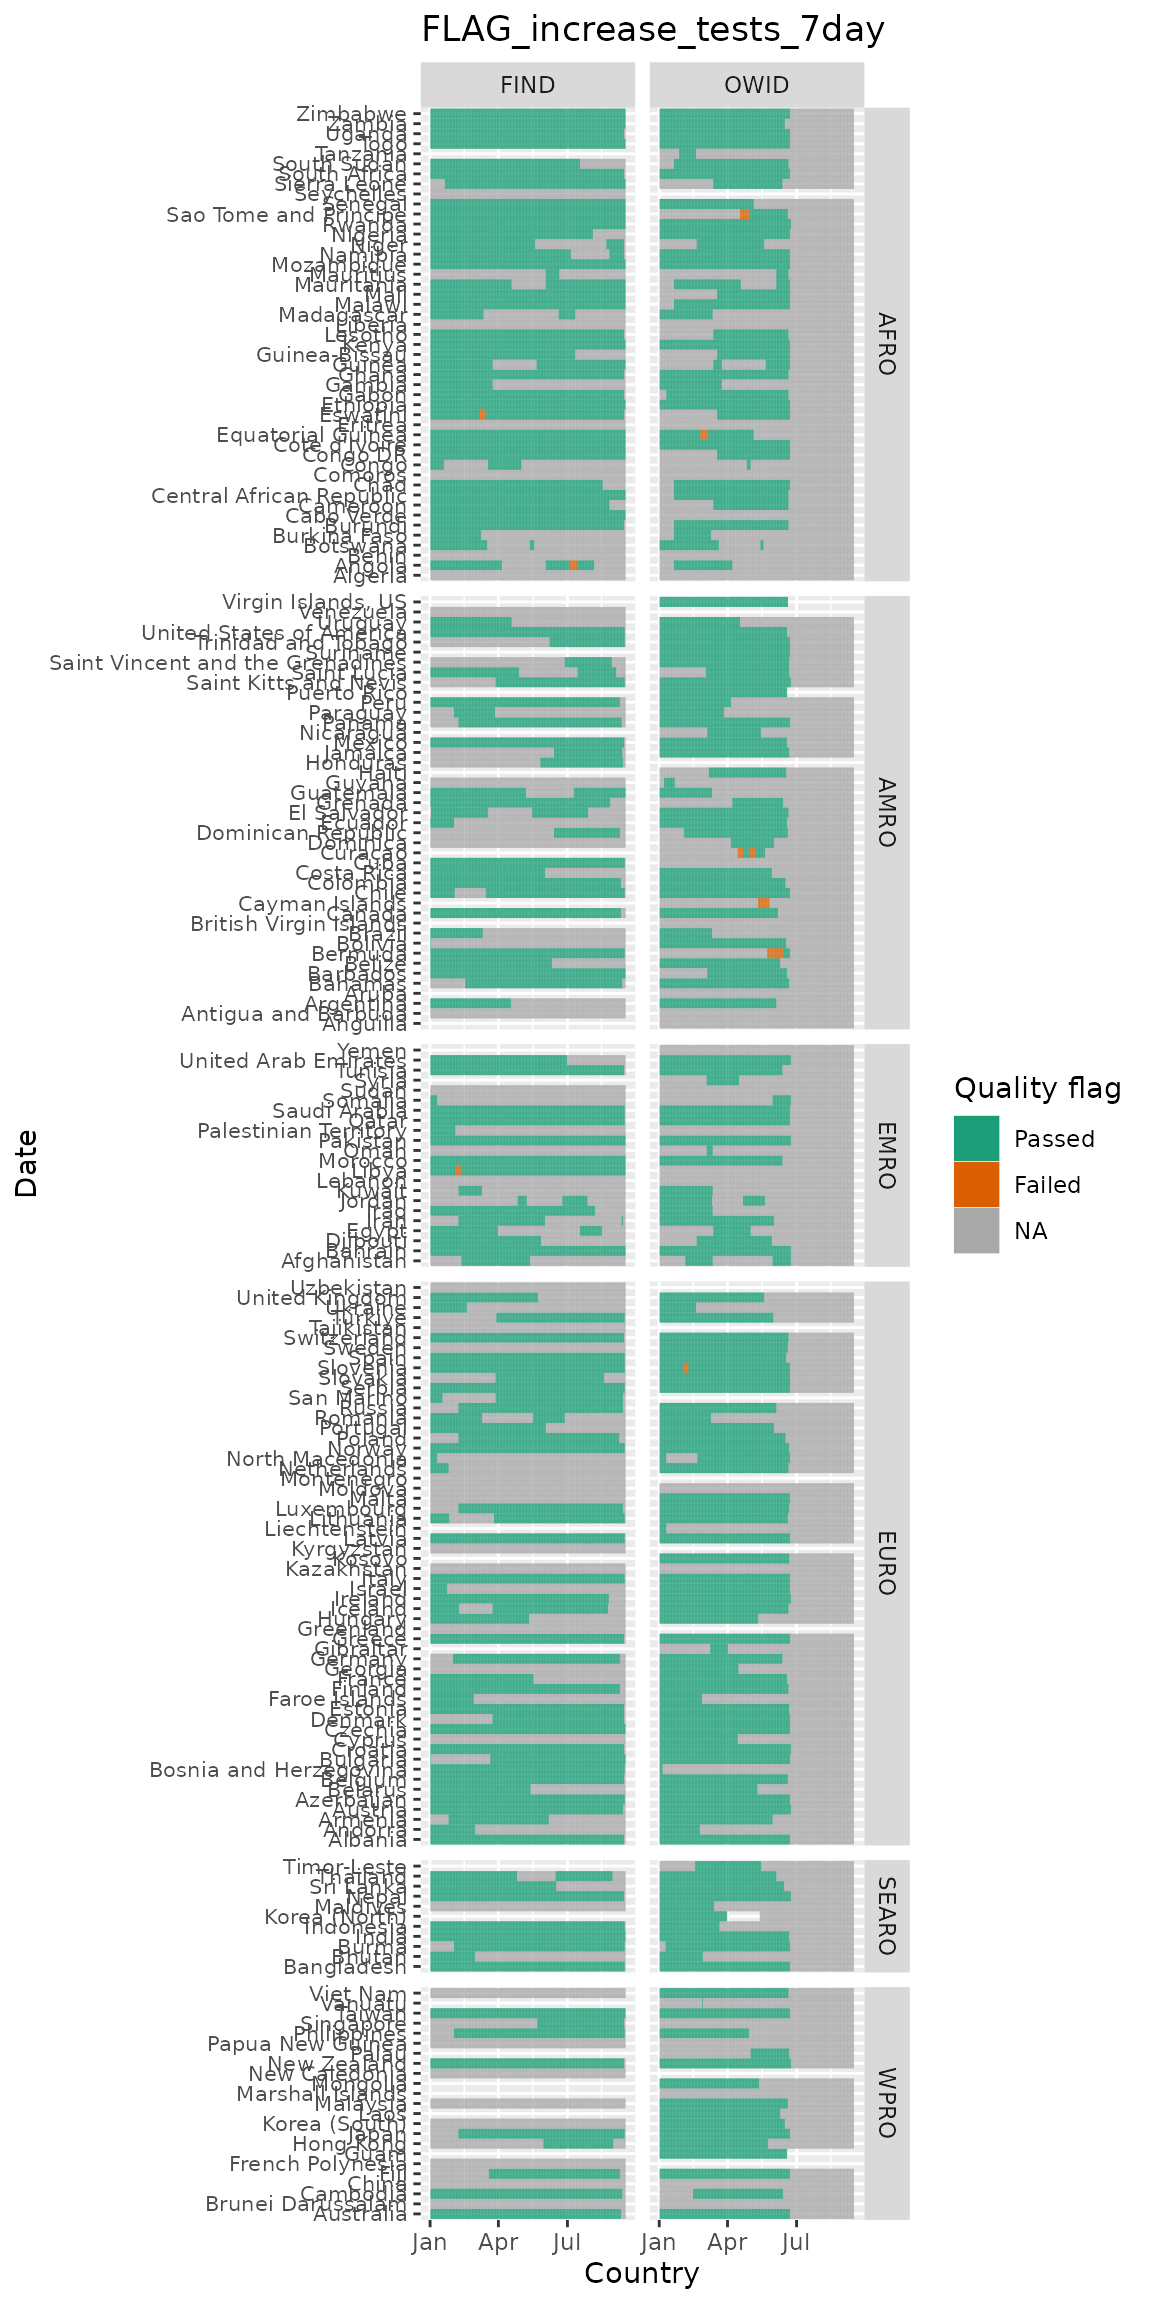 FLAG_increase_tests_7day
FIND
OWID
Zimbabwe
Zambia
Uganda
Togo
Tanzania
South Sudan
South Africa
Sierra Leone
Seychelles
Senegal
Sao Tome and Principe
Rwanda
Nigeria
Niger
Namibia
Mozambique
Mauritius
Mauritania
Mali
Malawi
Madagascar
Liberia
Lesotho
Kenya
Guinea-Bissau
Guinea
Ghana
Gambia
Gabon
Ethiopia
Eswatini
Eritrea
Equatorial Guinea
Cote d'Ivoire
Congo DR
Congo
Comoros
Chad
Central African Republic
Cameroon
Cabo Verde
Burundi
Burkina Faso
Botswana
Benin
Angola
Algeria
AFRO
Virgin Islands, US
Venezuela
Uruguay
United States of America
Trinidad and Tobago
Suriname
Saint Vincent and the Grenadines
Saint Lucia
Saint Kitts and Nevis
Puerto Rico
Peru
Paraguay
Panama
Nicaragua
Mexico
Jamaica
Honduras
Haiti
Guyana
Guatemala
Grenada
El Salvador
Ecuador
Dominican Republic
Dominica
Curacao
Cuba
Costa Rica
Colombia
Chile
Cayman Islands
Canada
British Virgin Islands
Brazil
Bolivia
Bermuda
Belize
Barbados
Bahamas
Aruba
Argentina
Antigua and Barbuda
Anguilla
AMRO
Yemen
United Arab Emirates
Tunisia
Syria
Sudan
Somalia
Saudi Arabia
Qatar
Palestinian Territory
Pakistan
Oman
Morocco
Libya
Lebanon
Kuwait
Jordan
Iraq
Iran
Egypt
Djibouti
Bahrain
Afghanistan
EMRO
Uzbekistan
United Kingdom
Ukraine
Türkiye
Tajikistan
Switzerland
Sweden
Spain
Slovenia
Slovakia
Serbia
San Marino
Russia
Romania
Portugal
Poland
Norway
North Macedonia
Netherlands
Montenegro
Moldova
Malta
Luxembourg
Lithuania
Liechtenstein
Latvia
Kyrgyzstan
Kosovo
Kazakhstan
Italy
Israel
Ireland
Iceland
Hungary
Greenland
Greece
Gibraltar
Germany
Georgia
France
Finland
Faroe Islands
Estonia
Denmark
Czechia
Cyprus
Croatia
Bulgaria
Bosnia and Herzegovina
Belgium
Belarus
Azerbaijan
Austria
Armenia
Andorra
Albania
EURO
Timor-Leste
Thailand
Sri Lanka
Nepal
Maldives
Korea (North)
Indonesia
India
Burma
Bhutan
Bangladesh
SEARO
Viet Nam
Vanuatu
Taiwan
Singapore
Philippines
Papua New Guinea
Palau
New Zealand
New Caledonia
Mongolia
Marshall Islands
Malaysia
Laos
Korea (South)
Japan
Hong Kong
Guam
French Polynesia
Fiji
China
Cambodia
Brunei Darussalam
Australia
WPRO
Jan Apr Jul
Jan Apr Jul
Country
Date
Quality flag
Passed
Failed
NA